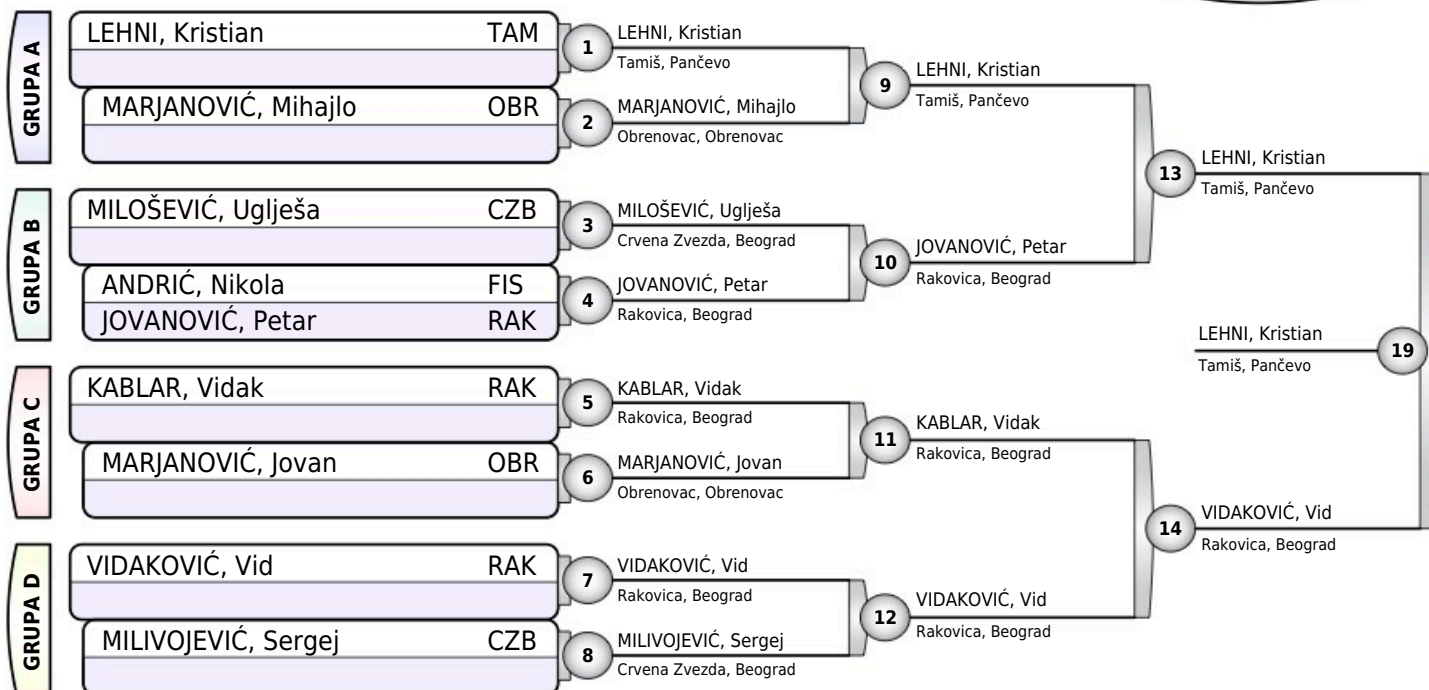 GRUPA A
LEHNI, Kristian TAM
MARJANOVIĆ, Mihajlo OBR
1
LEHNI, Kristian
Tamiš, Pančevo
2
MARJANOVIĆ, Mihajlo
Obrenovac, Obrenovac
9
LEHNI, Kristian
Tamiš, Pančevo
GRUPA B
MILOŠEVIĆ, Uglješa CZB
ANDRIĆ, Nikola FIS
JOVANOVIĆ, Petar RAK
3
MILOŠEVIĆ, Uglješa
Crvena Zvezda, Beograd
4
JOVANOVIĆ, Petar
Rakovica, Beograd
10
JOVANOVIĆ, Petar
Rakovica, Beograd
13
LEHNI, Kristian
Tamiš, Pančevo
GRUPA C
KABLAR, Vidak RAK
MARJANOVIĆ, Jovan OBR
5
KABLAR, Vidak
Rakovica, Beograd
6
MARJANOVIĆ, Jovan
Obrenovac, Obrenovac
11
KABLAR, Vidak
Rakovica, Beograd
GRUPA D
VIDAKOVIĆ, Vid RAK
MILIVOJEVIĆ, Sergej CZB
7
VIDAKOVIĆ, Vid
Rakovica, Beograd
8
MILIVOJEVIĆ, Sergej
Crvena Zvezda, Beograd
12
VIDAKOVIĆ, Vid
Rakovica, Beograd
14
VIDAKOVIĆ, Vid
Rakovica, Beograd
LEHNI, Kristian
Tamiš, Pančevo
19